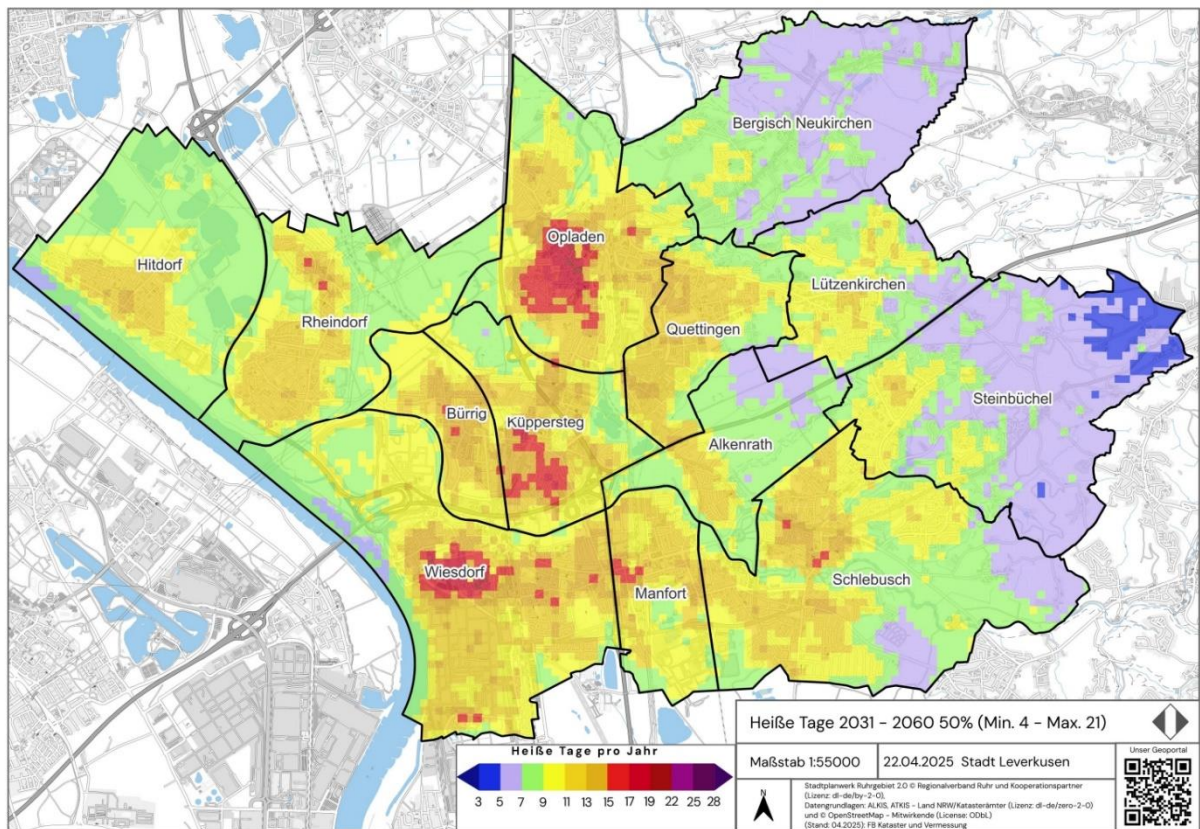 Bergisch Neukirchen
Opladen
Hitdorf
Lützenkirchen
Rheindorf
Quettingen
Steinbüchel
Bürrig
Küppersteg
Alkenrath
Wiesdorf
Schlebusch
Manfort
Heiße Tage 2031 - 2060 50% (Min. 4 - Max. 21)
Heiße Tage pro Jahr
3 5 7 9 11 13 15 17 19 22 25 28
Maßstab 1:55000
22.04.2025 Stadt Leverkusen
Unser Geoportal
N
Stadtplanwerk Ruhrgebiet 2.0 © Regionalverband Ruhr und Kooperationspartner
(Lizenz: dl-de/by-2-0),
Datengrundlagen: ALKIS, ATKIS - Land NRW/Katasterämter (Lizenz: dl-de/zero-2-0)
und © OpenStreetMap - Mitwirkende (License: ODbL)
(Stand: 04.2025): FB Kataster und Vermessung